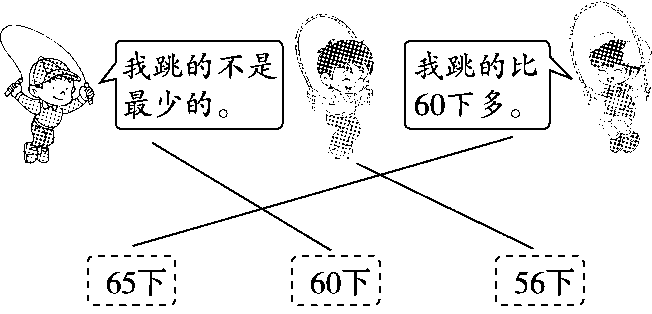 我跳的不是
最少的。
我跳的比
60下多。
65下
60下
56下